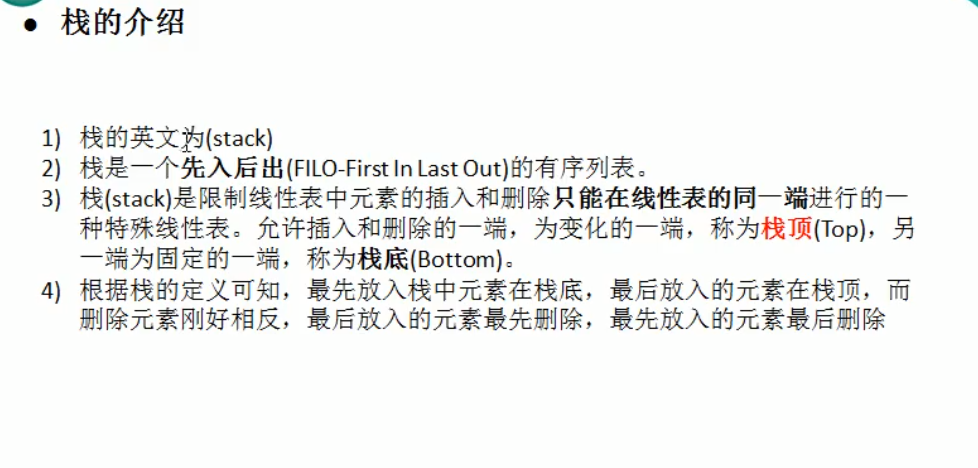 ● 栈的介绍
1) 栈的英文为(stack)
2) 栈是一个先入后出(FILO-First In Last Out)的有序列表。
3) 栈(stack)是限制线性表中元素的插入和删除只能在线性表的同一端进行的一
种特殊线性表。允许插入和删除的一端，为变化的一端，称为栈顶(Top)，另
一端为固定的一端，称为栈底(Bottom)。
4) 根据栈的定义可知，最先放入栈中元素在栈底，最后放入的元素在栈顶，而
删除元素刚好相反，最后放入的元素最先删除，最先放入的元素最后删除